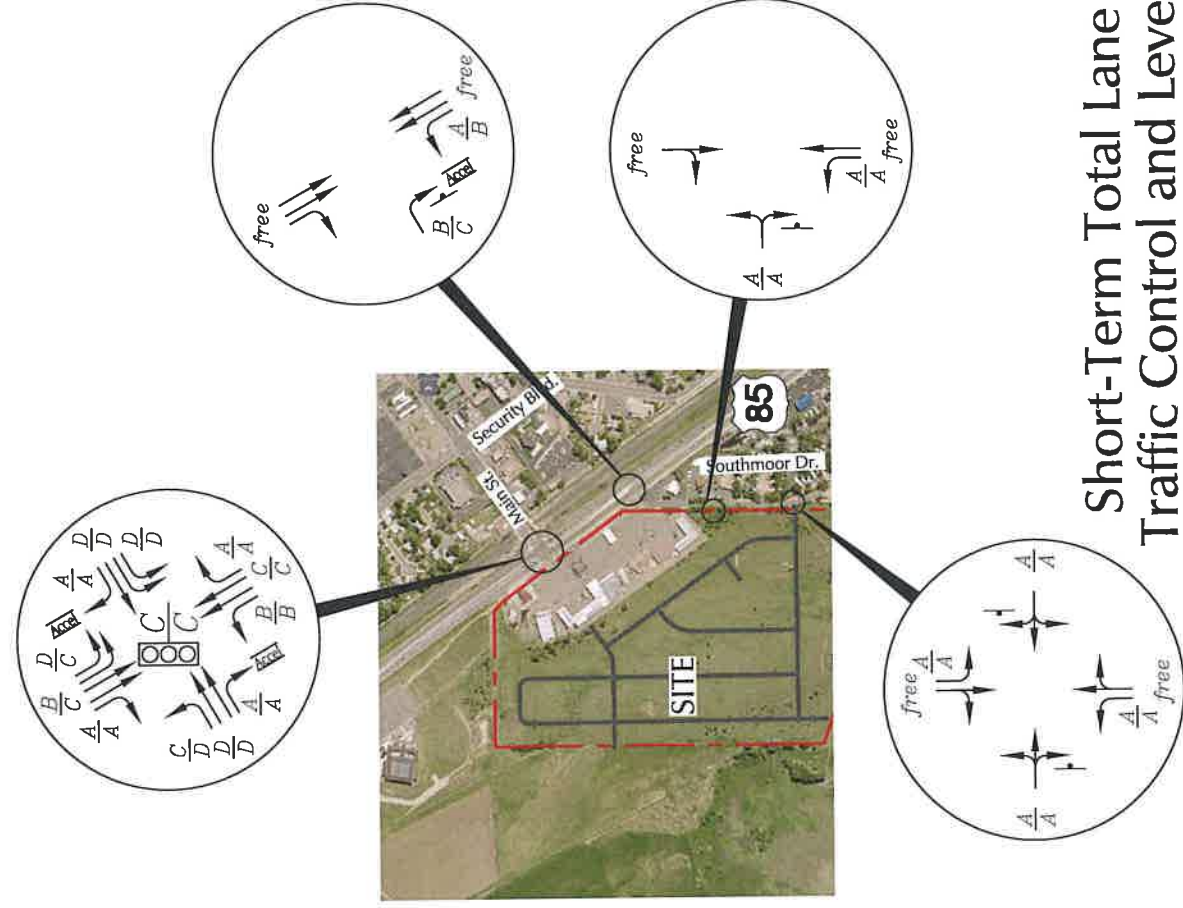 free
A/B free
B/C
Accel
free
A/A free
A/A
D/D
D/D
A/A
Accel
D/C
B/C
A/A
C
C
A/A
C/C
B/B
Accel
C/D
D/D
A/A
Main St.
Security Blvd.
85
Southmoor Dr.
SITE
free A/A
A/A
A/A
A/A free
Short-Term Total Lane
Traffic Control and Leve